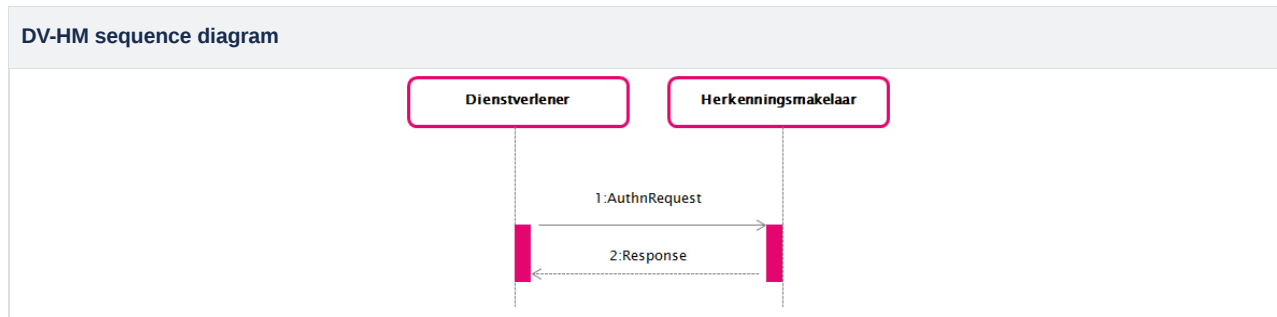 DV-HM sequence diagram
Dienstverlener
Herkenningsmakelaar
1:AuthnRequest
2:Response